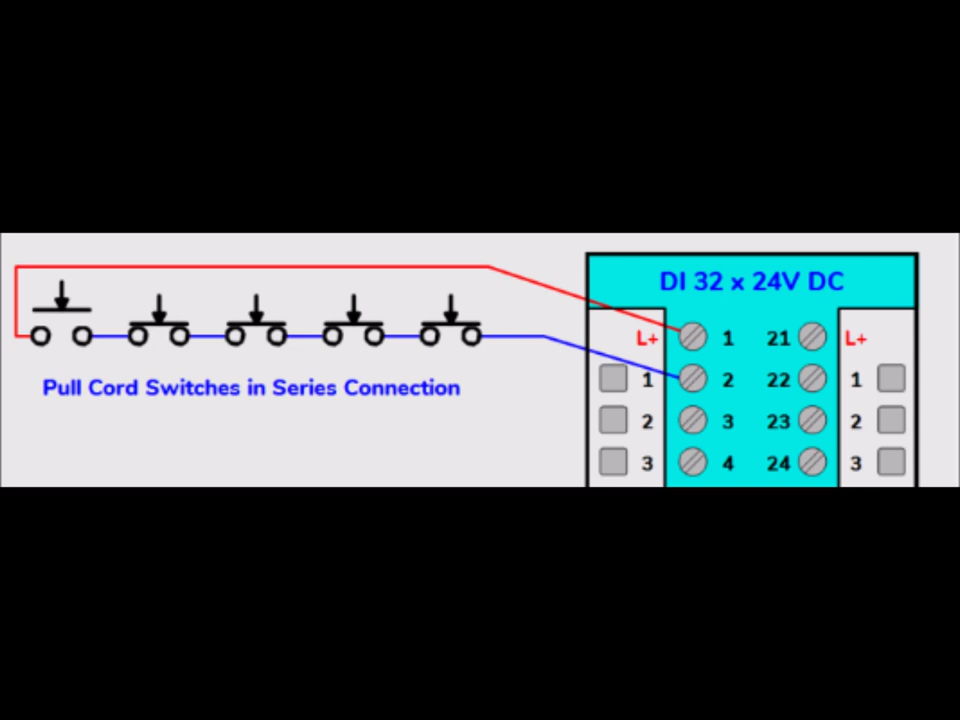 DI 32 x 24V DC
L+ 1 21 L+
1 2 22 1
Pull Cord Switches in Series Connection
2 3 23 2
3 4 24 3